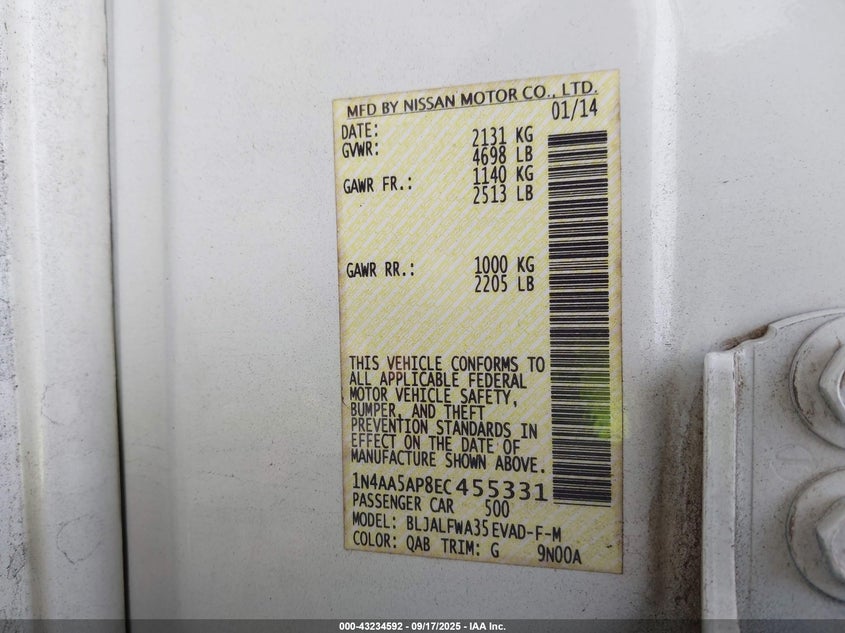 MFD BY NISSAN MOTOR CO., LTD.
DATE: 01/14
GVWR: 2131 KG
4698 LB
GAWR FR.: 1140 KG
2513 LB
GAWR RR.: 1000 KG
2205 LB
THIS VEHICLE CONFORMS TO
ALL APPLICABLE FEDERAL
MOTOR VEHICLE SAFETY,
BUMPER, AND THEFT
PREVENTION STANDARDS IN
EFFECT ON THE DATE OF
MANUFACTURE SHOWN ABOVE.
1N4AA5AP8EC455331
PASSENGER CAR 500
MODEL: BLJALFWA35EVAD-F-M
COLOR: QAB TRIM: G 9N00A
000-43234592 - 09/17/2025 - IAA Inc.